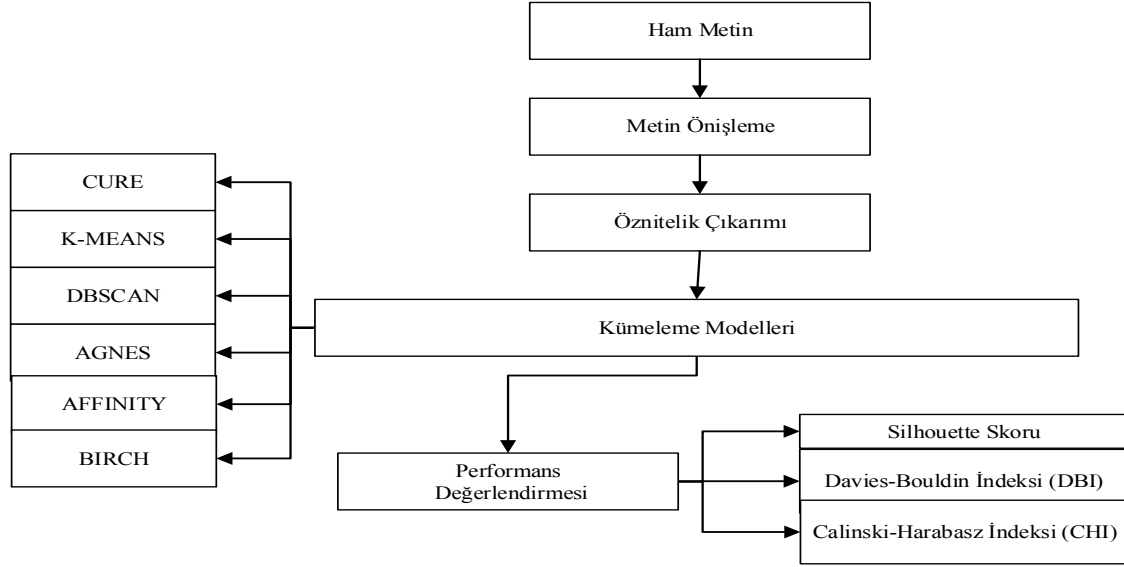 Ham Metin
Metin Önişleme
Öznitelik Çıkarımı
Kümeleme Modelleri
CURE
K-MEANS
DBSCAN
AGNES
AFFINITY
BIRCH
Performans
Değerlendirmesi
Silhouette Skoru
Davies-Bouldin İndeksi (DBI)
Calinski-Harabasz İndeksi (CHI)